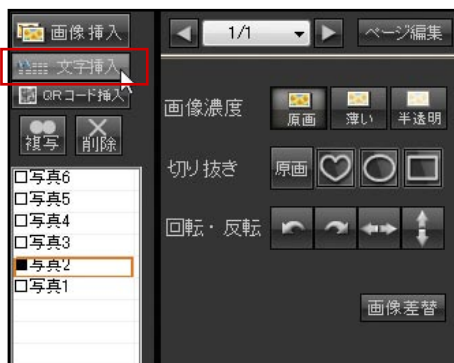 画像挿入
文字挿入
QRコード挿入
複写 削除
□写真6
□写真5
□写真4
□写真3
■写真2
□写真1
1/1 ページ編集
画像濃度 原画 薄い 半透明
切り抜き 原画
回転・反転
画像差替